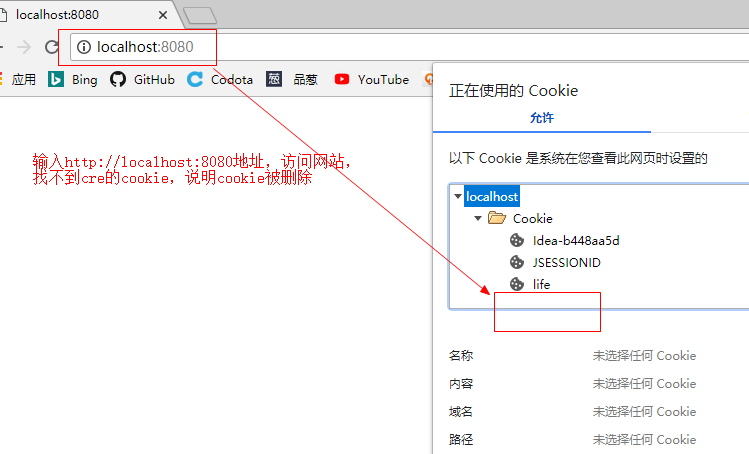 localhost:8080
localhost:8080
应用 Bing GitHub Codota 葱 品葱 YouTube
正在使用的 Cookie
允许
输入http://localhost:8080地址，访问网站，
找不到cre的cookie，说明cookie被删除
以下 Cookie 是系统在您查看此网页时设置的
localhost
Cookie
Idea-b448aa5d
JSESSIONID
life
名称 未选择任何 Cookie
内容 未选择任何 Cookie
域名 未选择任何 Cookie
路径 未选择任何 Cookie